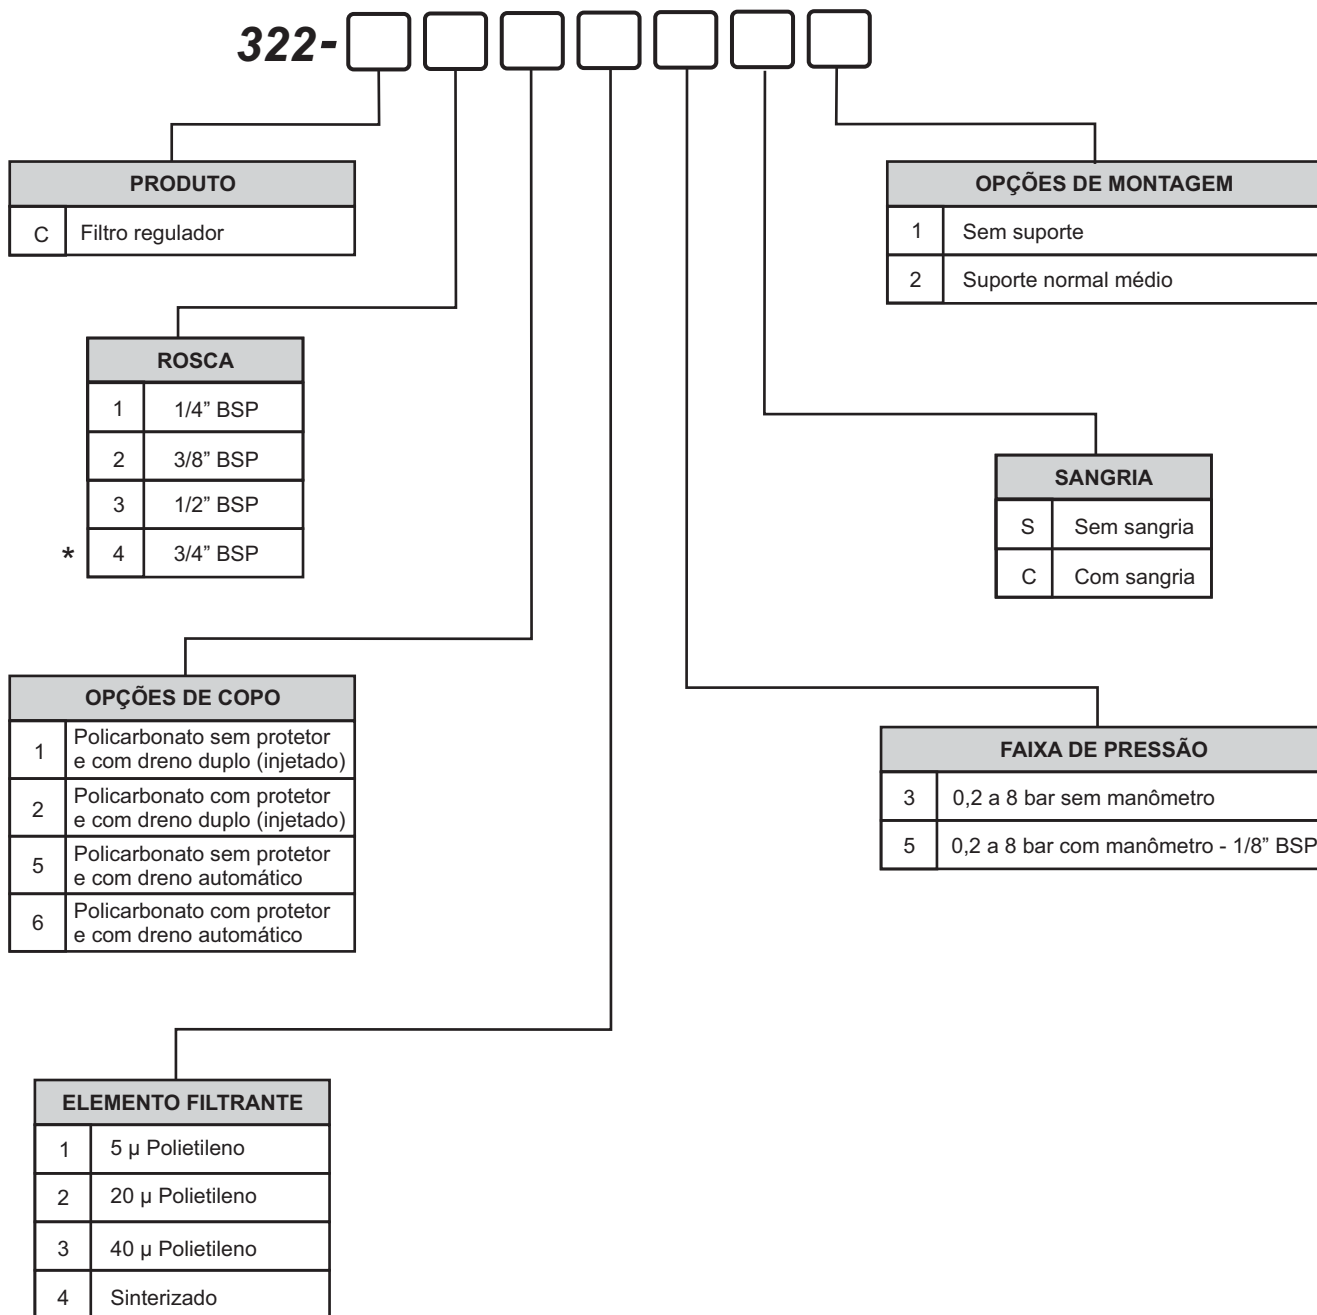 322-
PRODUTO
C Filtro regulador
OPÇÕES DE MONTAGEM
1 Sem suporte
2 Suporte normal médio
ROSCA
1 1/4” BSP
2 3/8” BSP
3 1/2” BSP
* 4 3/4” BSP
SANGRIA
S Sem sangria
C Com sangria
OPÇÕES DE COPO
1 Policarbonato sem protetor
e com dreno duplo (injetado)
2 Policarbonato com protetor
e com dreno duplo (injetado)
5 Policarbonato sem protetor
e com dreno automático
6 Policarbonato com protetor
e com dreno automático
FAIXA DE PRESSÃO
3 0,2 a 8 bar sem manômetro
5 0,2 a 8 bar com manômetro - 1/8” BSP
ELEMENTO FILTRANTE
1 5 µ Polietileno
2 20 µ Polietileno
3 40 µ Polietileno
4 Sinterizado